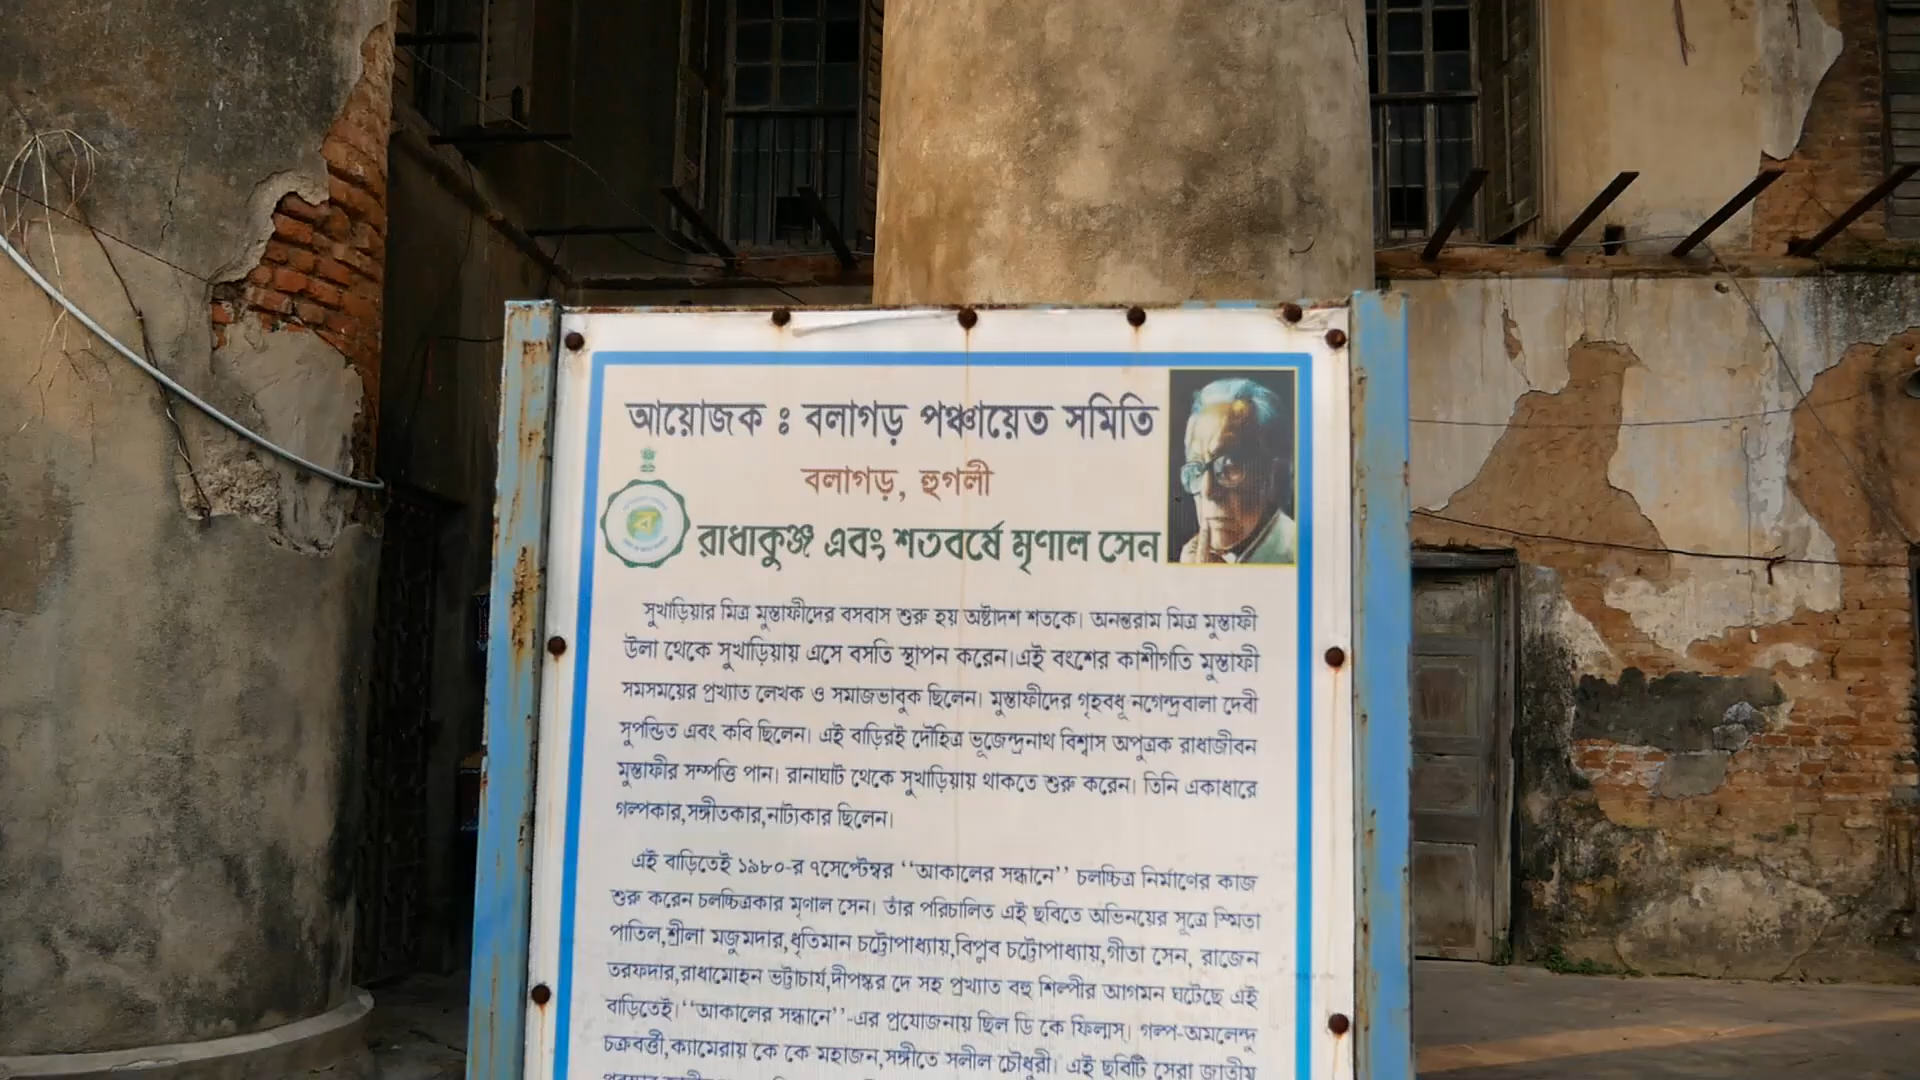 আয়োজক ঃ বলাগড় পঞ্চায়েত সমিতি
বলাগড়, হুগলী
ব
রাধাকুঞ্জ এবং শতবর্ষে মৃণাল সেন
সুখাড়িয়ার মিত্র মুস্তাফীদের বসবাস শুরু হয় অষ্টাদশ শতকে। অনন্তরাম মিত্র মুস্তাফী
উলা থেকে সুখাড়িয়ায় এসে বসতি স্থাপন করেন।এই বংশের কাশীগতি মুস্তাফী
সমসময়ের প্রখ্যাত লেখক ও সমাজভাবুক ছিলেন। মুস্তাফীদের গৃহবধূ নগেন্দ্রবালা দেবী
সুপন্ডিত এবং কবি ছিলেন। এই বাড়িরই দৌহিত্র ভূজেন্দ্রনাথ বিশ্বাস অপুত্রক রাধাজীবন
মুস্তাফীর সম্পত্তি পান। রানাঘাট থেকে সুখাড়িয়ায় থাকতে শুরু করেন। তিনি একাধারে
গল্পকার,সঙ্গীতকার,নাট্যকার ছিলেন।
এই বাড়িতেই ১৯৮০-র ৭সেপ্টেম্বর ‘‘আকালের সন্ধানে’’ চলচ্চিত্র নির্মাণের কাজ
শুরু করেন চলচ্চিত্রকার মৃণাল সেন। তাঁর পরিচালিত এই ছবিতে অভিনয়ের সূত্রে স্মিতা
পাতিল,শ্রীলা মজুমদার,ধৃতিমান চট্টোপাধ্যায়,বিপ্লব চট্টোপাধ্যায়,গীতা সেন, রাজেন
তরফদার,রাধামোহন ভট্টাচার্য,দীপঙ্কর দে সহ প্রখ্যাত বহু শিল্পীর আগমন ঘটেছে এই
বাড়িতেই।‘‘আকালের সন্ধানে’’-এর প্রযোজনায় ছিল ডি কে ফিল্মস্। গল্প-অমলেন্দু
চক্রবর্ত্তী,ক্যামেরায় কে কে মহাজন,সঙ্গীতে সলীল চৌধুরী। এই ছবিটি সেরা জাতীয়